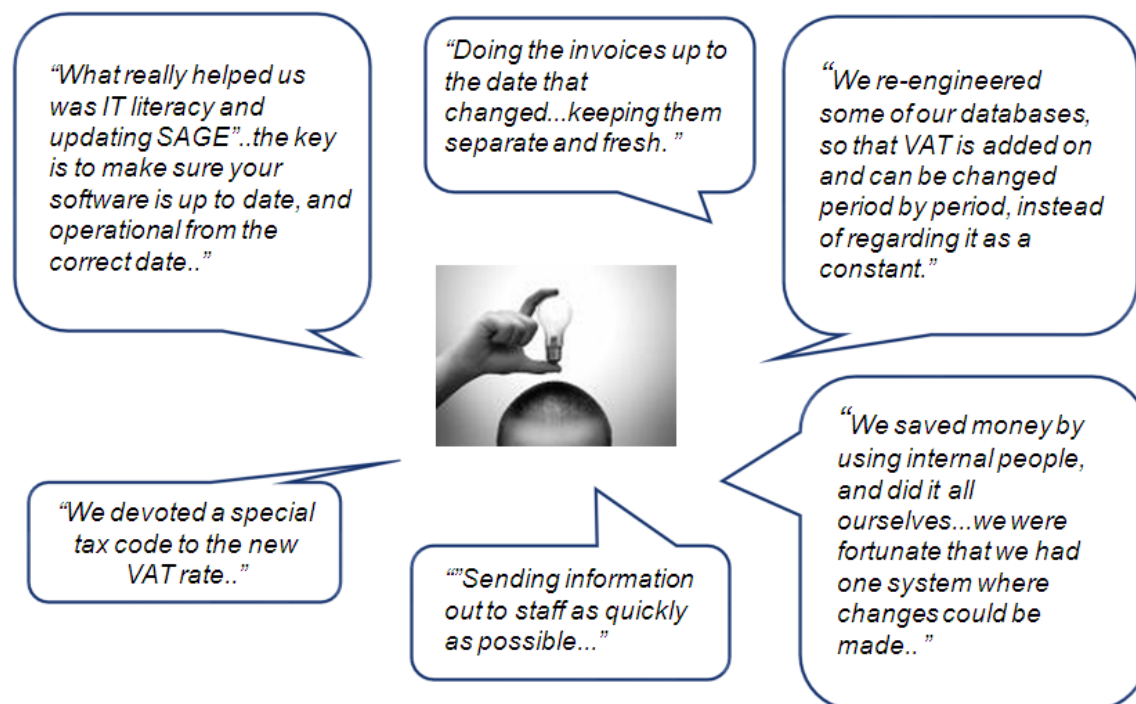 “What really helped us
was IT literacy and
updating SAGE”..the key
is to make sure your
software is up to date, and
operational from the
correct date..”
“Doing the invoices up to
the date that
changed...keeping them
separate and fresh. ”
“We re-engineered
some of our databases,
so that VAT is added on
and can be changed
period by period, instead
of regarding it as a
constant.”
“We devoted a special
tax code to the new
VAT rate..”
“”Sending information
out to staff as quickly
as possible...”
“We saved money by
using internal people,
and did it all
ourselves...we were
fortunate that we had
one system where
changes could be
made.. ”